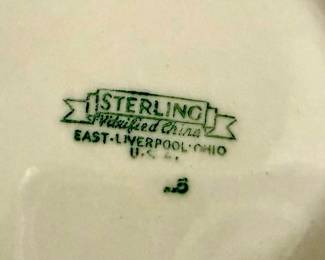 STERLING
Vitrified China
EAST-LIVERPOOL-OHIO
U.S.A.